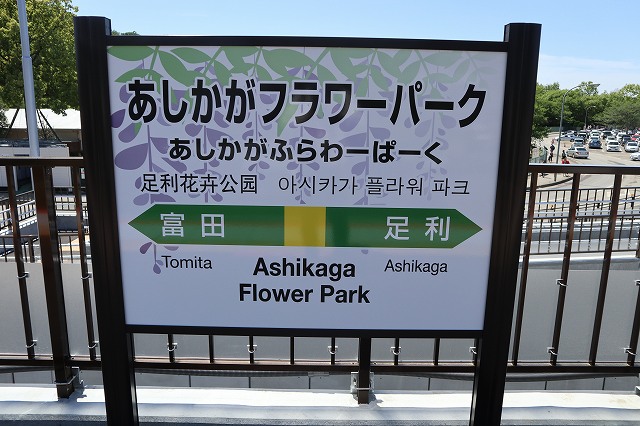 あしかがフラワーパーク
あしかがふらわーぱーく
足利花卉公园 아시카가 플라워 파크
富田 足利
Tomita Ashikaga Ashikaga
Flower Park